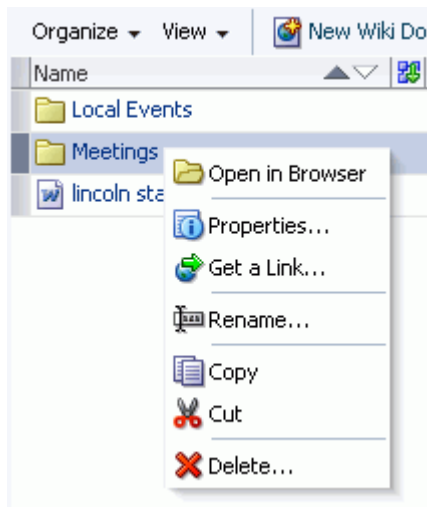 Organize View New Wiki Do
Name
Local Events
Meetings
lincoln sta
Open in Browser
Properties...
Get a Link...
Rename...
Copy
Cut
Delete...